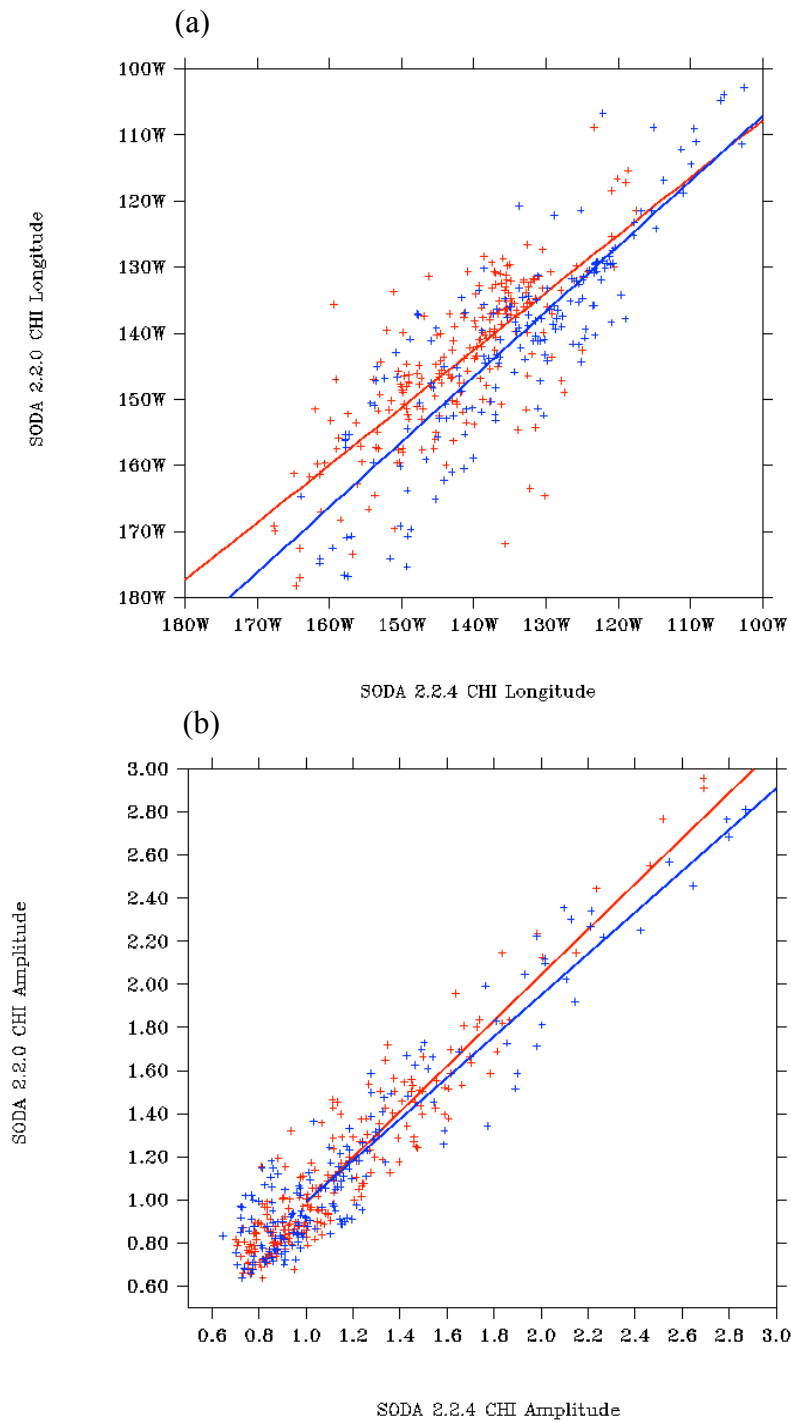 (a)
100W
110W
120W
130W
140W
150W
160W
170W
180W
SODA 2.2.0 CHI Longitude
180W 170W 160W 150W 140W 130W 120W 110W 100W
SODA 2.2.4 CHI Longitude
(b)
3.00
2.80
2.60
2.40
2.20
2.00
1.80
1.60
1.40
1.20
1.00
0.80
0.60
SODA 2.2.0 CHI Amplitude
0.6 0.8 1.0 1.2 1.4 1.6 1.8 2.0 2.2 2.4 2.6 2.8 3.0
SODA 2.2.4 CHI Amplitude